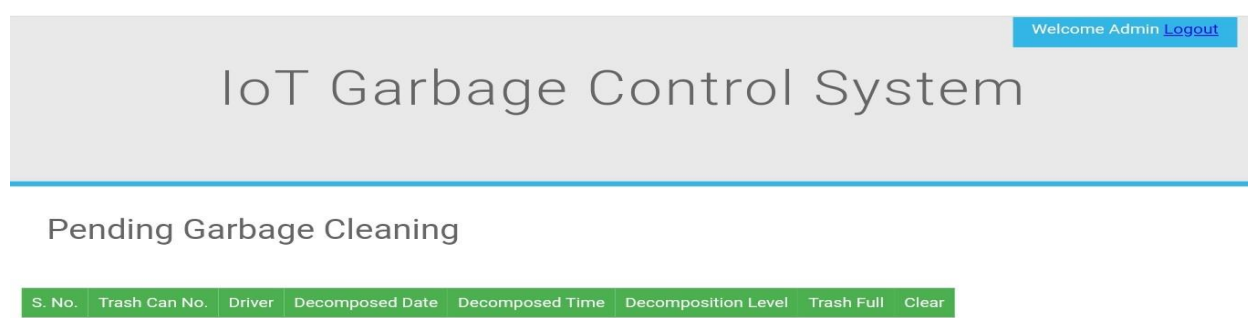 Welcome Admin Logout
IoT Garbage Control System
Pending Garbage Cleaning
S. No. Trash Can No. Driver Decomposed Date Decomposed Time Decomposition Level Trash Full Clear